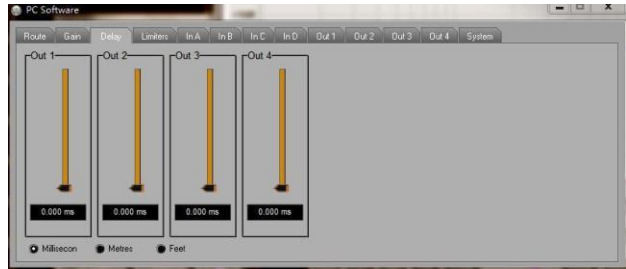 PC Software
Route Gain Delay Limiters In A In B In C In D Out 1 Out 2 Out 3 Out 4 System
Out 1 Out 2 Out 3 Out 4
0.000 ms 0.000 ms 0.000 ms 0.000 ms
Millisecon Metres Feet